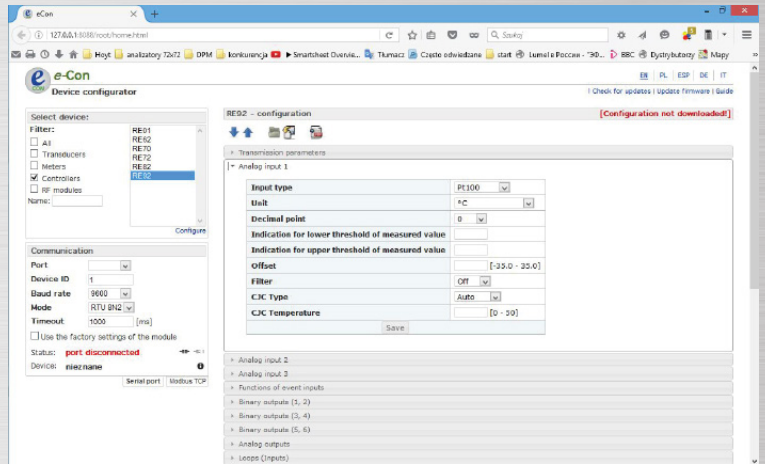 eCon
127.0.0.1:8088/root/home.html
Szukaj
Hoyt analizatory 72x72 DPM konkurencja Smartsheet Overvie... Tłumacz Często odwiedzane start Lumel в России - "ЭО... BBC Dystrybutorzy Mapy
e-Con
CON
Device configurator
EN PL ESP DE IT
Check for updates | Update firmware | Guide
Select device:
Filter:
All
Transducers
Meters
Controllers
RF modules
Name:
RE01
RE62
RE70
RE72
RE82
RE92
Configure
Communication
Port
Device ID 1
Baud rate 9600
Mode RTU 8N2
Timeout 1000 [ms]
Use the factory settings of the module
Status: port disconnected
Device: nieznane
Serial port Modbus TCP
RE92 - configuration [Configuration not downloaded!]
Transmission parameters
Analog input 1
Input type Pt100
Unit °C
Decimal point 0
Indication for lower threshold of measured value
Indication for upper threshold of measured value
Offset [-35.0 - 35.0]
Filter Off
CJC Type Auto
CJC Temperature [0 - 50]
Save
Analog input 2
Analog input 3
Functions of event inputs
Binary outputs (1, 2)
Binary outputs (3, 4)
Binary outputs (5, 6)
Analog outputs
Loops (Inputs)